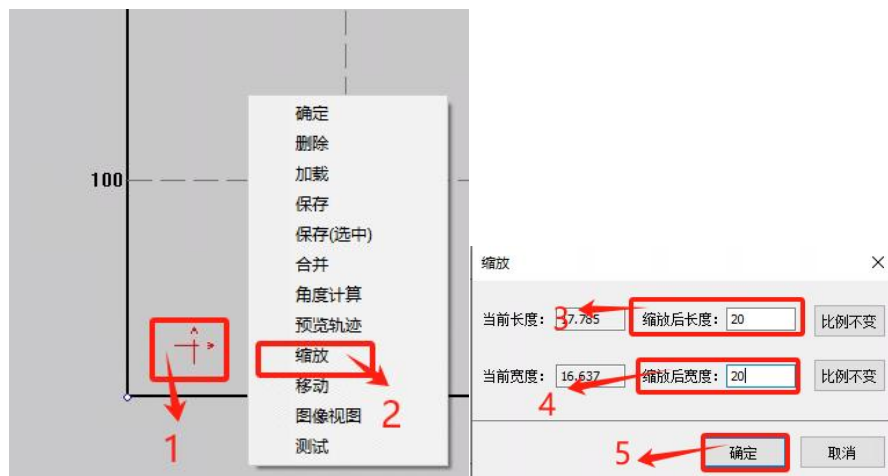 100
确定
删除
加载
保存
保存(选中)
合并
角度计算
预览轨迹
缩放
移动
图像视图
测试
1
2
缩放
当前长度： 17.785 缩放后长度： 20 比例不变
3
当前宽度： 16.637 缩放后宽度： 20 比例不变
4
5
确定 取消